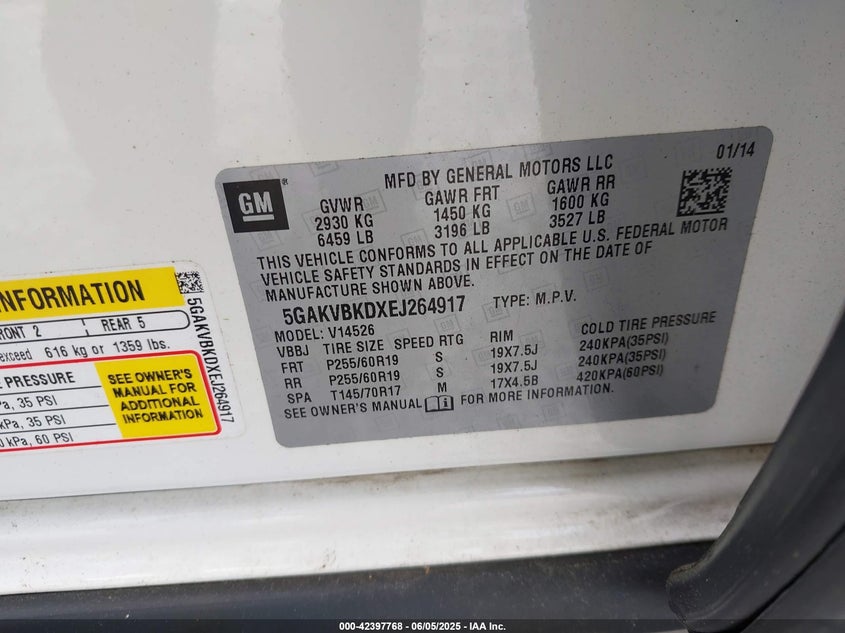 MFD BY GENERAL MOTORS LLC
01/14
GM
®
GVWR GAWR FRT GAWR RR
2930 KG 1450 KG 1600 KG
6459 LB 3196 LB 3527 LB
THIS VEHICLE CONFORMS TO ALL APPLICABLE U.S. FEDERAL MOTOR
VEHICLE SAFETY STANDARDS IN EFFECT ON THE DATE OF
MANUFACTURE SHOWN ABOVE.
5GAKVBKDXEJ264917 TYPE: M.P.V.
MODEL: V14526
VBBJ TIRE SIZE SPEED RTG RIM COLD TIRE PRESSURE
FRT P255/60R19 S 19X7.5J 240KPA(35PSI)
RR P255/60R19 S 19X7.5J 240KPA(35PSI)
SPA T145/70R17 M 17X4.5B 420KPA(60PSI)
SEE OWNER'S MANUAL FOR MORE INFORMATION.
INFORMATION
FRONT 2 REAR 5
exceed 616 kg or 1359 lbs.
PRESSURE
Pa, 35 PSI
Pa, 35 PSI
kPa, 60 PSI
SEE OWNER'S
MANUAL FOR
ADDITIONAL
INFORMATION
5GAKVBKDXEJ264917
000-42397768 - 06/05/2025 - IAA Inc.